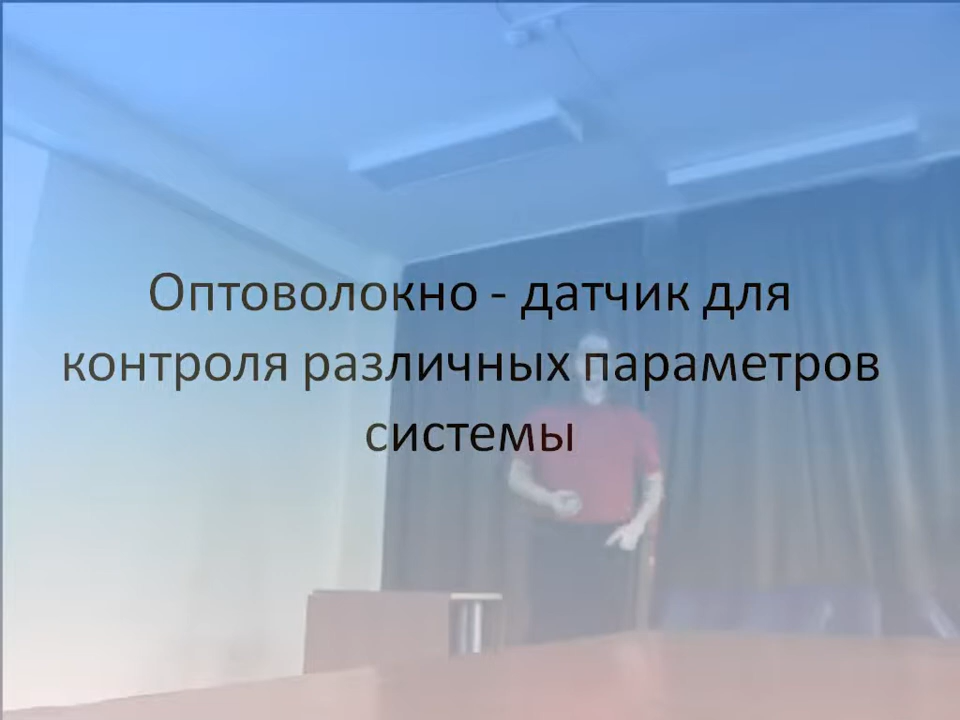 Оптоволокно - датчик для
контроля различных параметров
системы